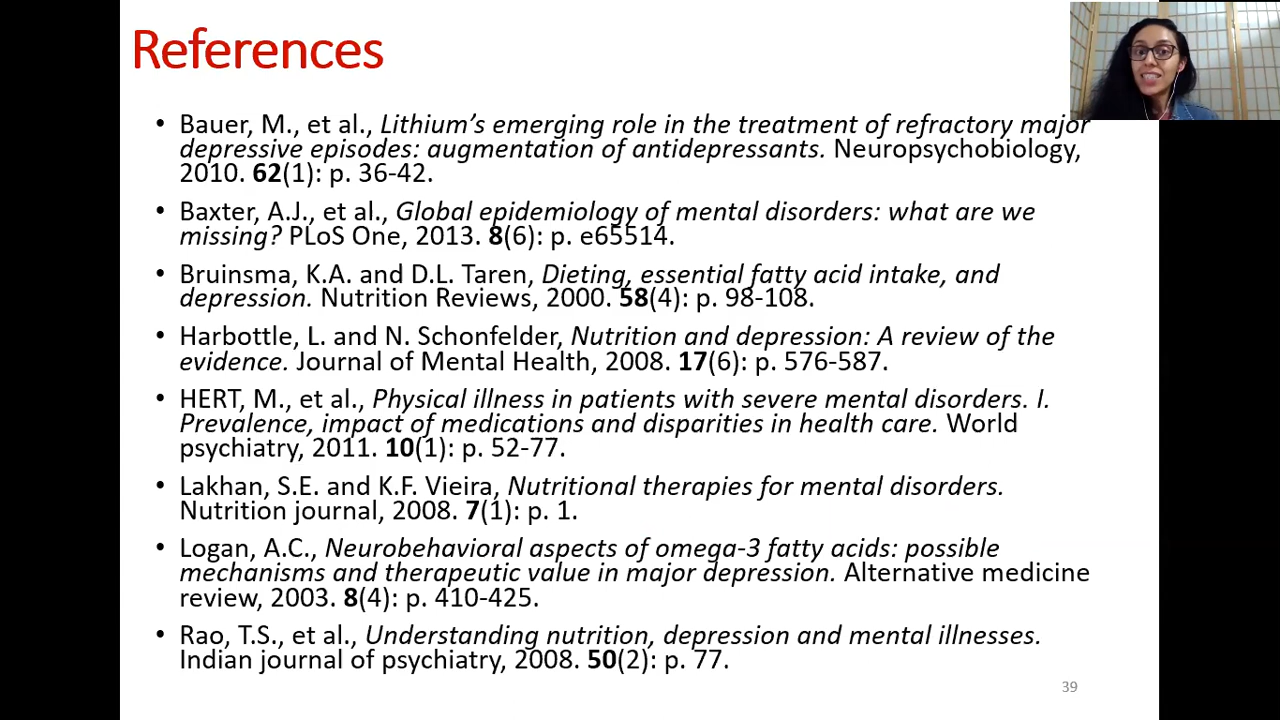 References
• Bauer, M., et al., Lithium’s emerging role in the treatment of refractory major
depressive episodes: augmentation of antidepressants. Neuropsychobiology,
2010. 62(1): p. 36-42.
• Baxter, A.J., et al., Global epidemiology of mental disorders: what are we
missing? PLoS One, 2013. 8(6): p. e65514.
• Bruinsma, K.A. and D.L. Taren, Dieting, essential fatty acid intake, and
depression. Nutrition Reviews, 2000. 58(4): p. 98-108.
• Harbottle, L. and N. Schonfelder, Nutrition and depression: A review of the
evidence. Journal of Mental Health, 2008. 17(6): p. 576-587.
• HERT, M., et al., Physical illness in patients with severe mental disorders. I.
Prevalence, impact of medications and disparities in health care. World
psychiatry, 2011. 10(1): p. 52-77.
• Lakhan, S.E. and K.F. Vieira, Nutritional therapies for mental disorders.
Nutrition journal, 2008. 7(1): p. 1.
• Logan, A.C., Neurobehavioral aspects of omega-3 fatty acids: possible
mechanisms and therapeutic value in major depression. Alternative medicine
review, 2003. 8(4): p. 410-425.
• Rao, T.S., et al., Understanding nutrition, depression and mental illnesses.
Indian journal of psychiatry, 2008. 50(2): p. 77.
39